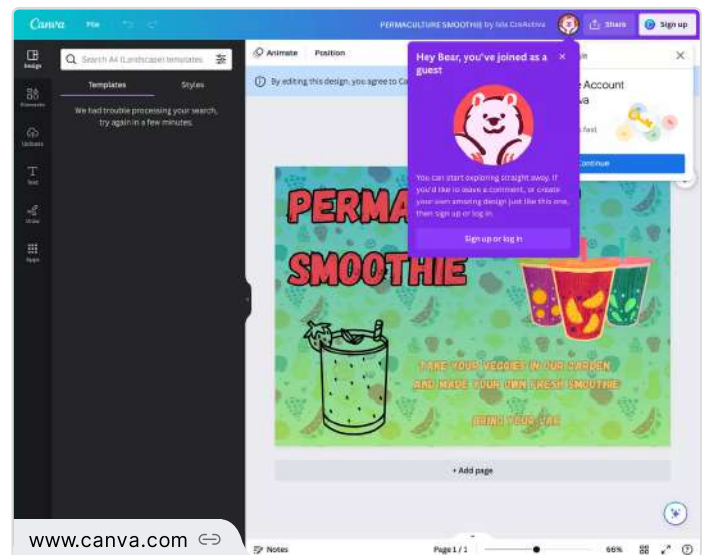 Canva
File
PERMACULTURE SMOOTHIE by Isla CreActiva
Share
Sign up
Design
Elements
Uploads
Text
Draw
Apps
Search A4 (Landscape) templates
Templates
Styles
We had trouble processing your search,
try again in a few minutes.
Animate
Position
By editing this design, you agree to Ca
Hey Bear, you've joined as a
guest
You can start exploring straight away. If
you'd like to leave a comment, or create
your own amazing design just like this one,
then sign up or log in.
Sign up or log in
Account
va
fast
Continue
PERMA
SMOOTHIE
TAKE YOUR VEGGIES IN OUR GARDEN
AND MADE YOUR OWN FRESH SMOOTHIE
BRING YOUR JAR
+ Add page
Notes
Page 1 / 1
66%
www.canva.com